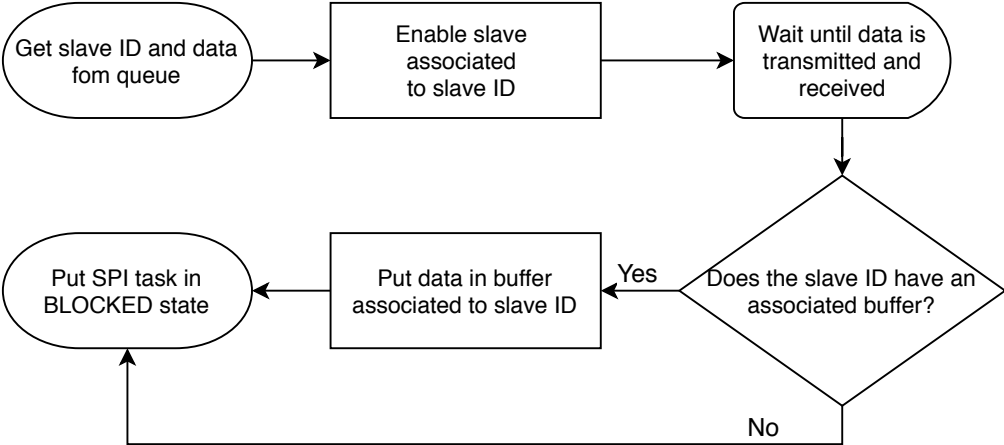 Get slave ID and data
fom queue
Enable slave
associated
to slave ID
Wait until data is
transmitted and
received
Does the slave ID have an
associated buffer?
Yes
Put data in buffer
associated to slave ID
Put SPI task in
BLOCKED state
No